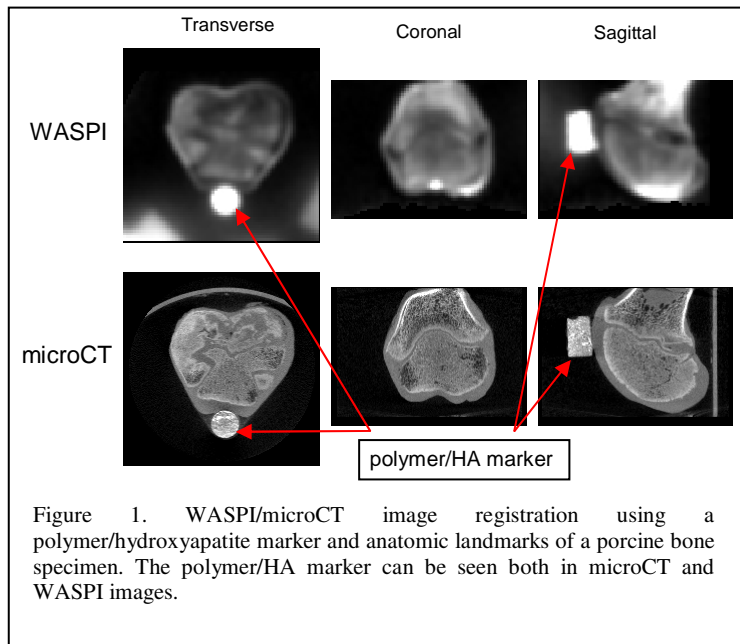 Transverse
Coronal
Sagittal
WASPI
microCT
polymer/HA marker
Figure 1. WASPI/microCT image registration using a
polymer/hydroxyapatite marker and anatomic landmarks of a porcine bone
specimen. The polymer/HA marker can be seen both in microCT and
WASPI images.